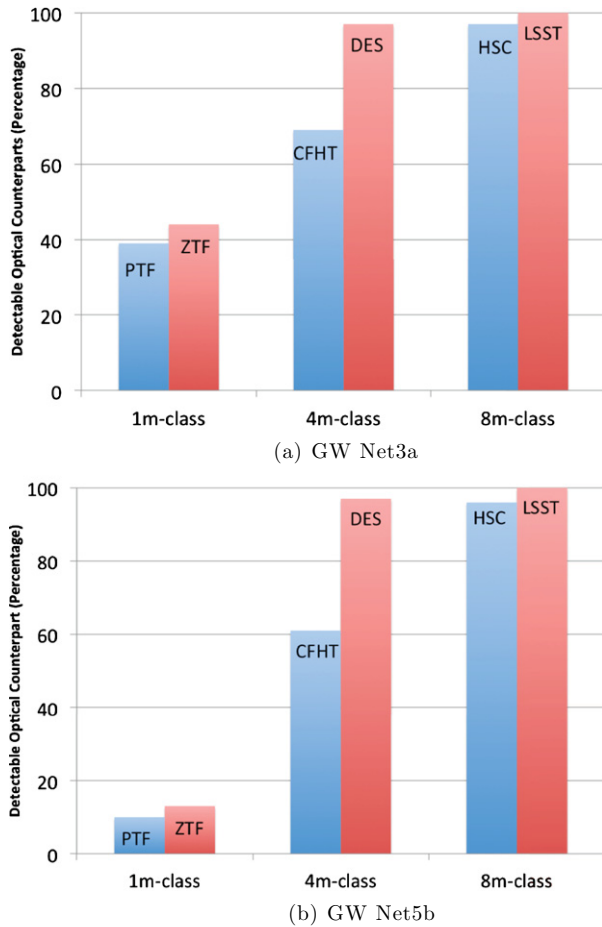 Detectable Optical Counterparts (Percentage)
100
80
60
40
20
0
PTF
ZTF
CFHT
DES
HSC
LSST
1m-class
4m-class
8m-class
(a) GW Net3a
Detectable Optical Counterpart (Percentage)
100
80
60
40
20
0
PTF
ZTF
CFHT
DES
HSC
LSST
1m-class
4m-class
8m-class
(b) GW Net5b